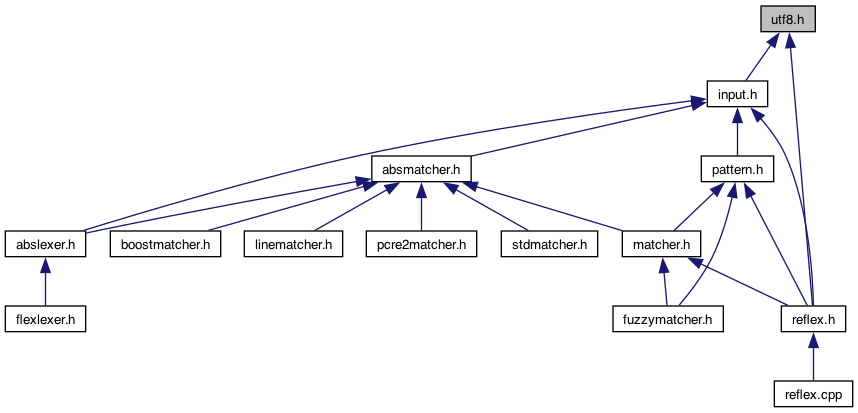 utf8.h
input.h
absmatcher.h
pattern.h
abslexer.h
boostmatcher.h
linematcher.h
pcre2matcher.h
stdmatcher.h
matcher.h
flexlexer.h
fuzzymatcher.h
reflex.h
reflex.cpp